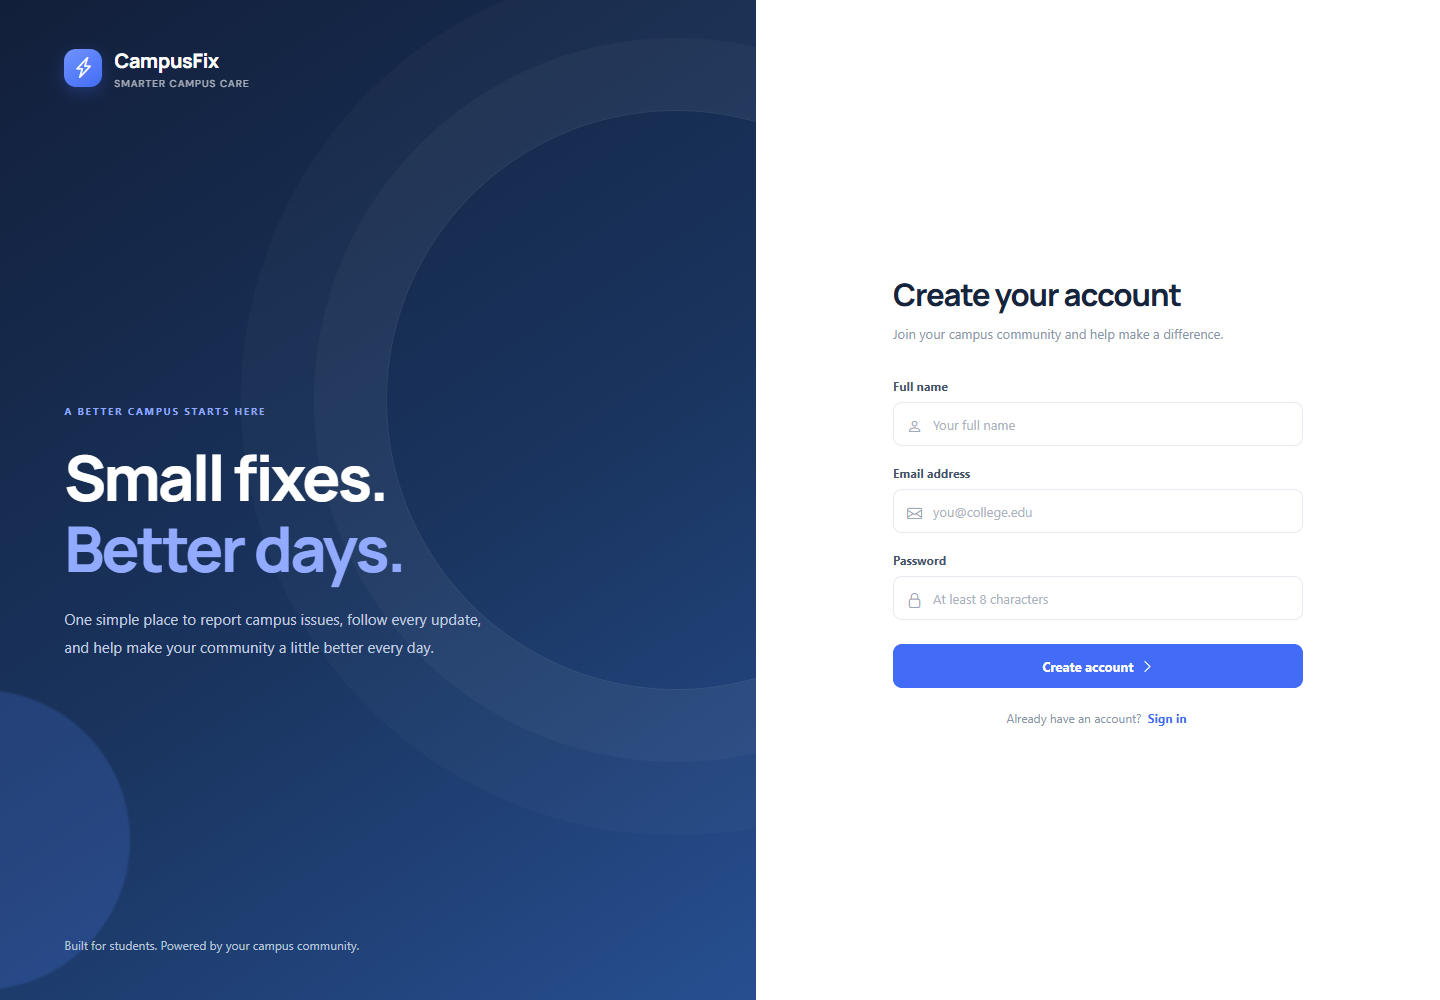 CampusFix
SMARTER CAMPUS CARE
A BETTER CAMPUS STARTS HERE
Small fixes.
Better days.
One simple place to report campus issues, follow every update,
and help make your community a little better every day.
Built for students. Powered by your campus community.
Create your account
Join your campus community and help make a difference.
Full name
Your full name
Email address
you@college.edu
Password
At least 8 characters
Create account
Already have an account? Sign in